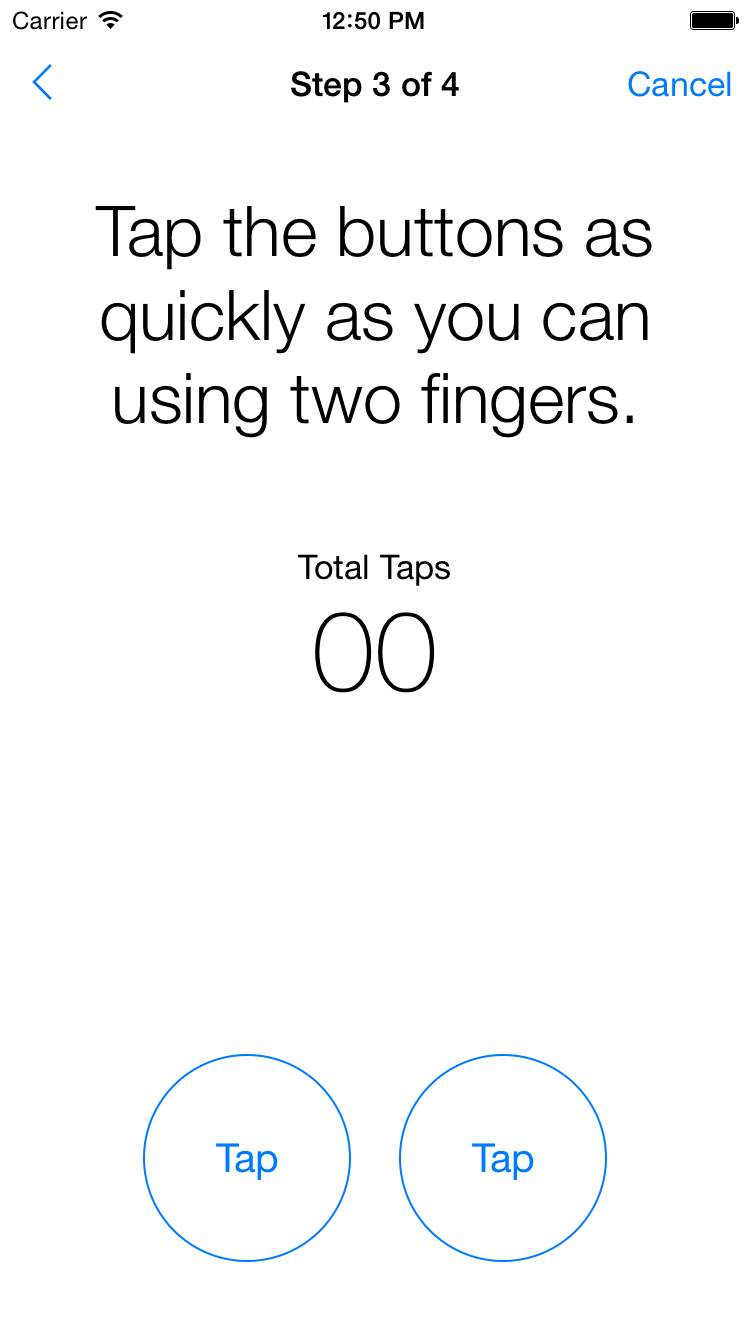 Carrier 12:50 PM
Step 3 of 4 Cancel
Tap the buttons as
quickly as you can
using two fingers.
Total Taps
00
Tap Tap